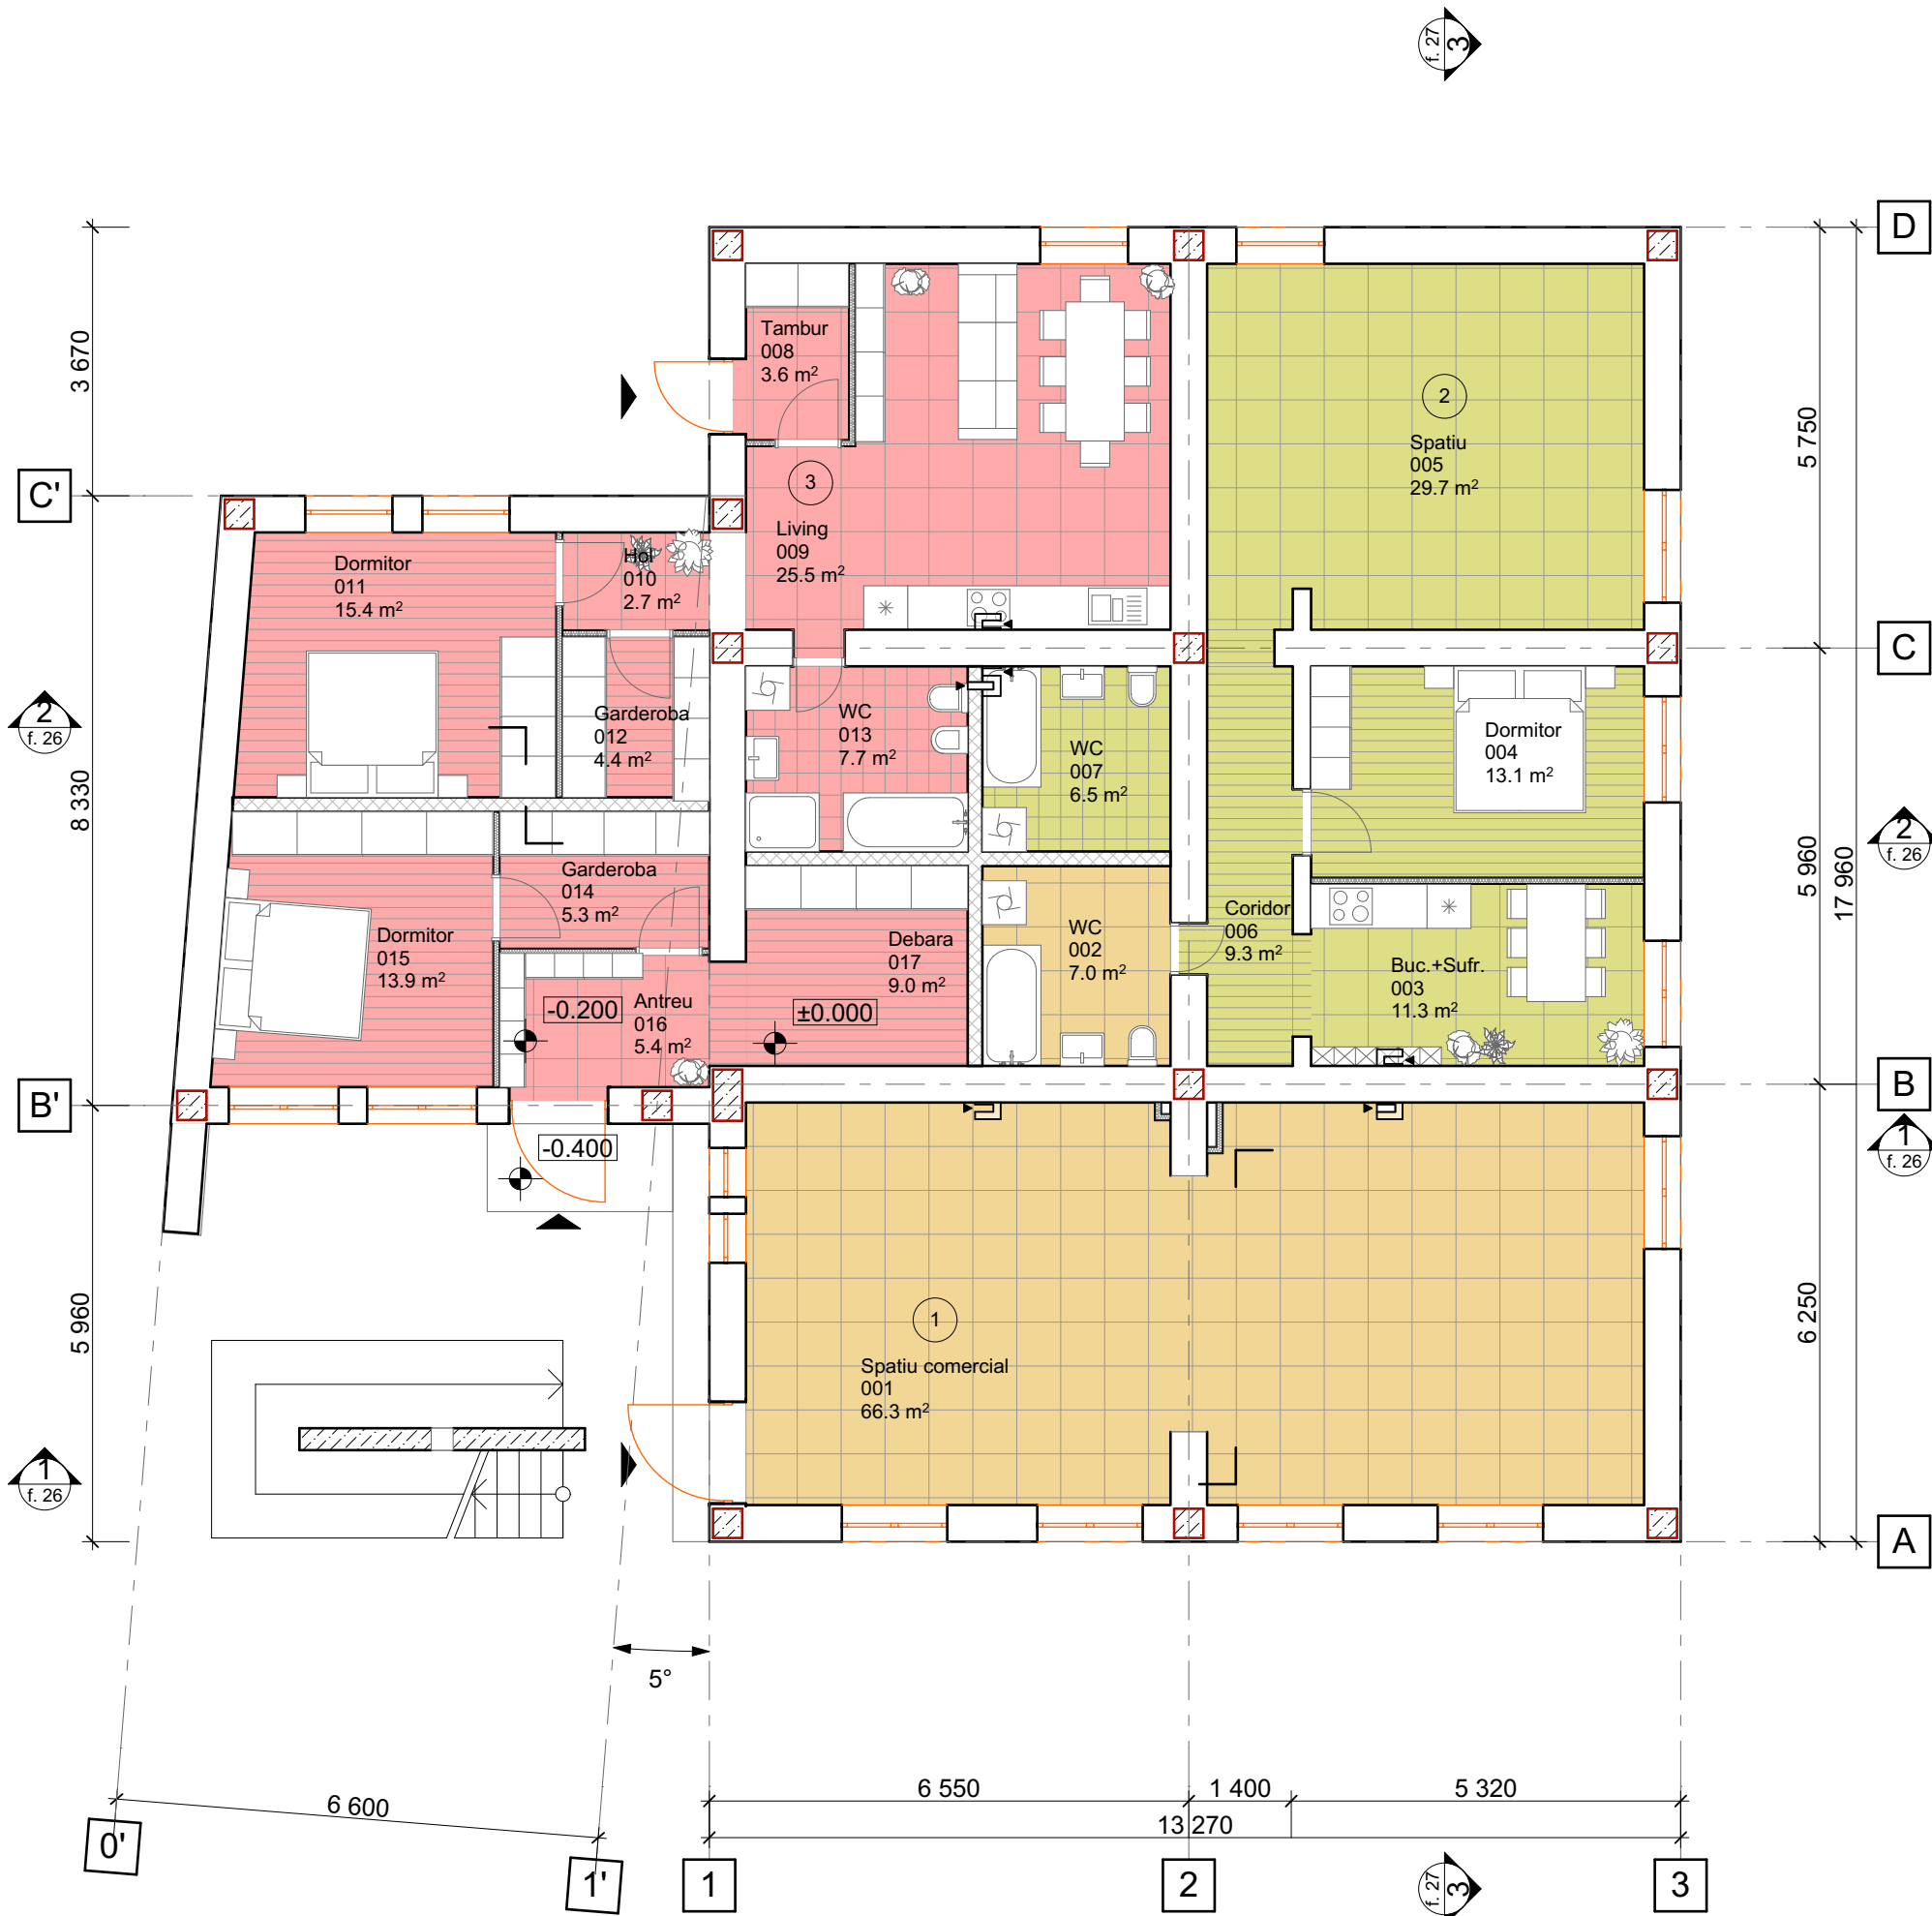 f. 27
3
D
3 670
Tambur
008
3.6 m²
2
Spatiu
005
29.7 m²
5 750
C'
3
Living
009
25.5 m²
Dormitor
011
15.4 m²
Hol
010
2.7 m²
C
2
f. 26
Garderoba
012
4.4 m²
WC
013
7.7 m²
WC
007
6.5 m²
Dormitor
004
13.1 m²
8 330
2
f. 26
5 960
17 960
Garderoba
014
5.3 m²
Dormitor
015
13.9 m²
Debara
017
9.0 m²
WC
002
7.0 m²
Coridor
006
9.3 m²
Buc.+Sufr.
003
11.3 m²
-0.200
Antreu
016
5.4 m²
±0.000
B'
B
-0.400
1
f. 26
5 960
6 250
1
Spatiu comercial
001
66.3 m²
1
f. 26
A
5°
6 600
6 550
1 400
5 320
13 270
0'
1'
1
2
f. 27
3
3